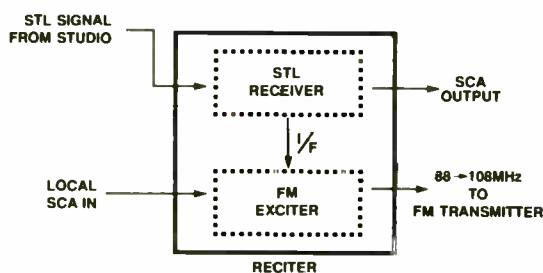 STL SIGNAL
FROM STUDIO
STL
RECEIVER
SCA
OUTPUT
I/F
LOCAL
SCA IN
FM
EXCITER
88→108MHz
TO
FM TRANSMITTER
RECITER